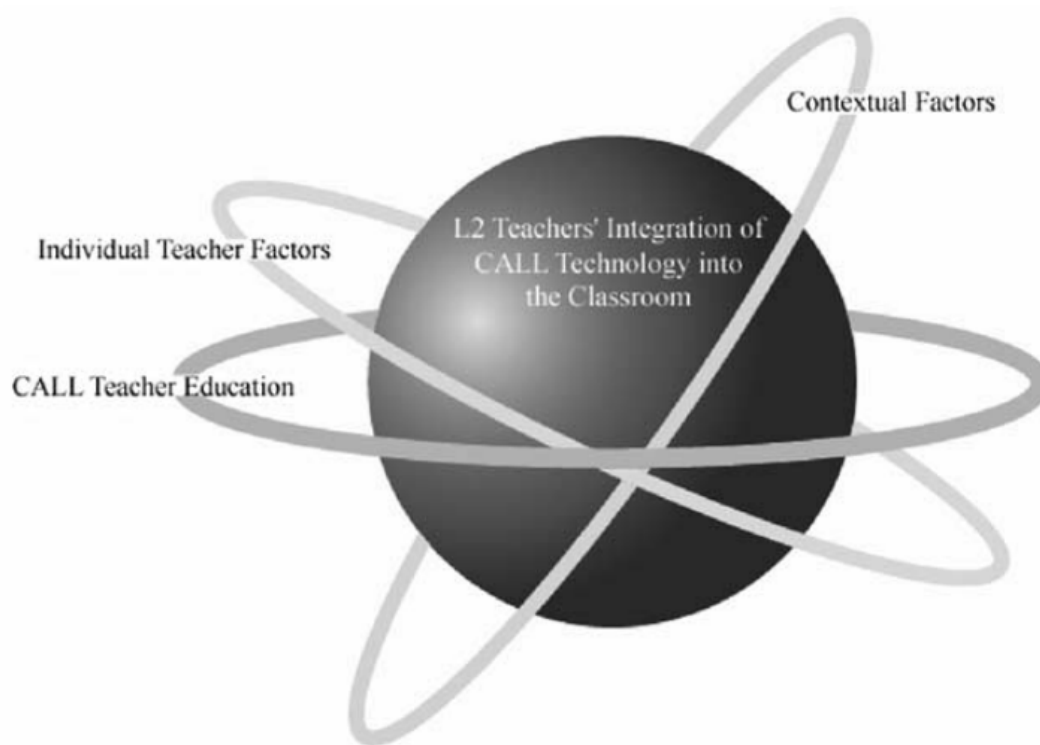 Contextual Factors
L2 Teachers' Integration of
CALL Technology into
the Classroom
Individual Teacher Factors
CALL Teacher Education